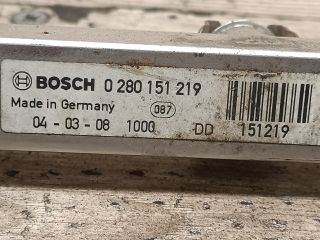 BOSCH 0 280 151 219
Made in Germany 087
04 - 03 - 08 1000 DD 151219